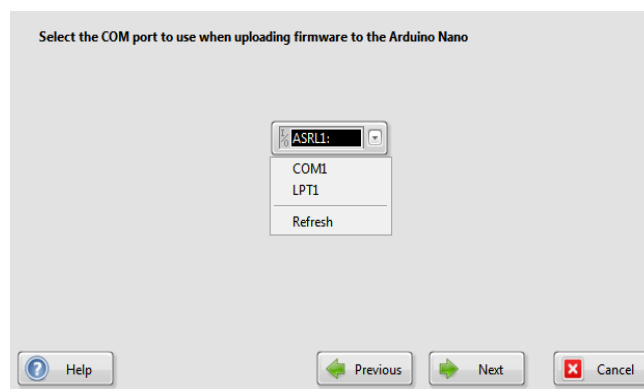 Select the COM port to use when uploading firmware to the Arduino Nano
I/O ASRL1:
COM1
LPT1
Refresh
Help
Previous
Next
Cancel